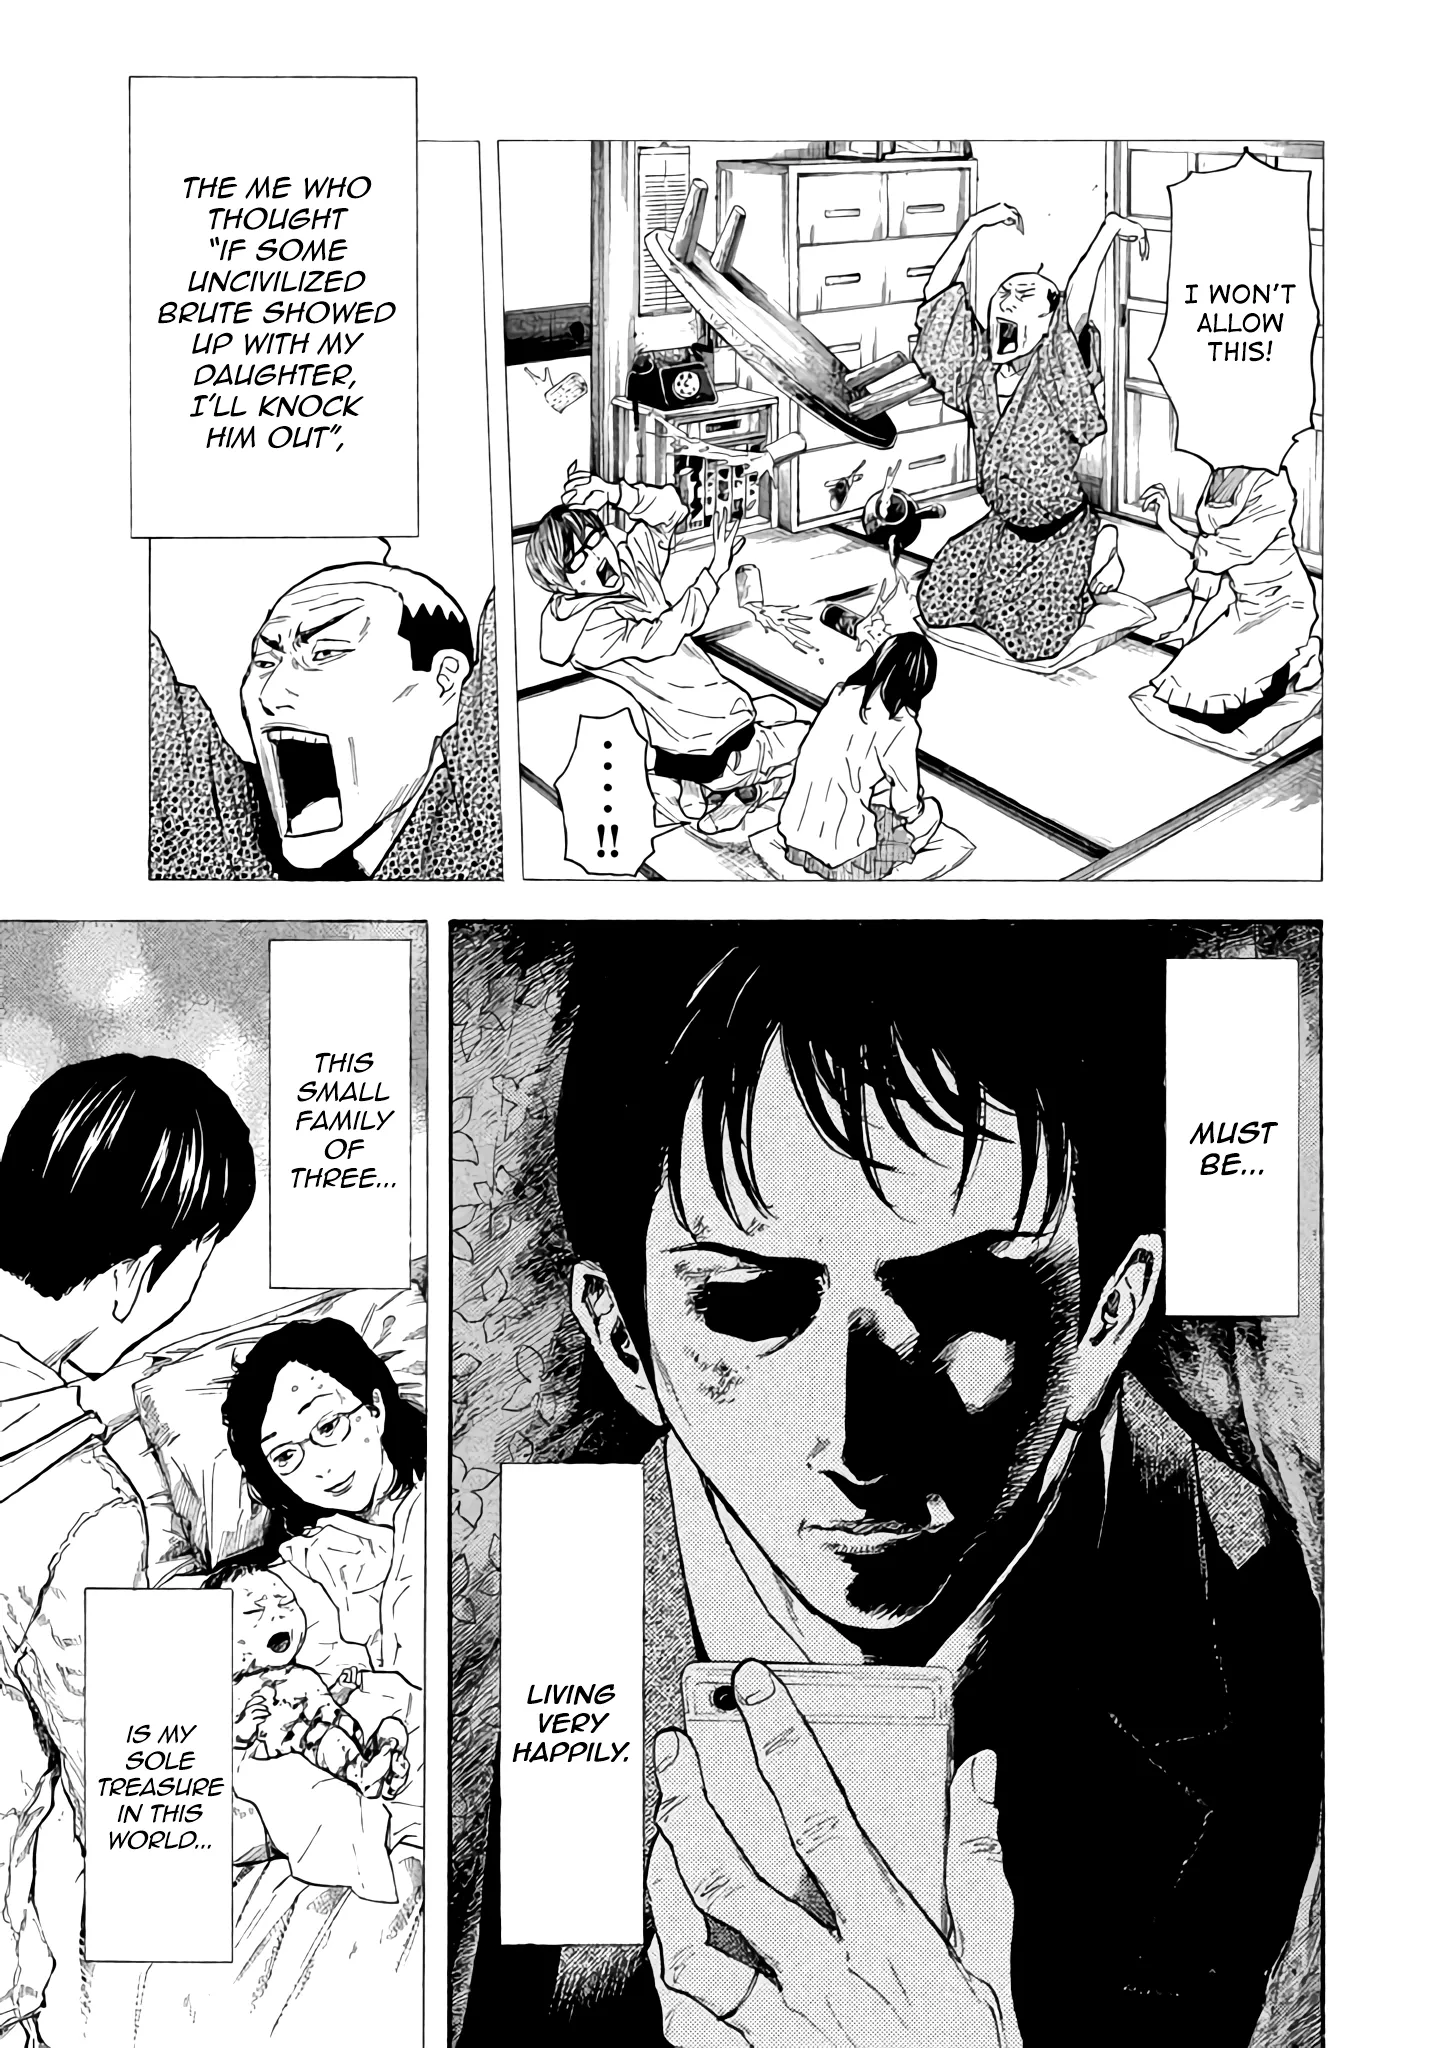 I WON'T
ALLOW
THIS!
.....!!
THE ME WHO
THOUGHT
"IF SOME
UNCIVILIZED
BRUTE SHOWED
UP WITH MY
DAUGHTER,
I'LL KNOCK
HIM OUT",
MUST
BE...
LIVING
VERY
HAPPILY.
THIS
SMALL
FAMILY
OF
THREE...
IS MY
SOLE
TREASURE
IN THIS
WORLD...